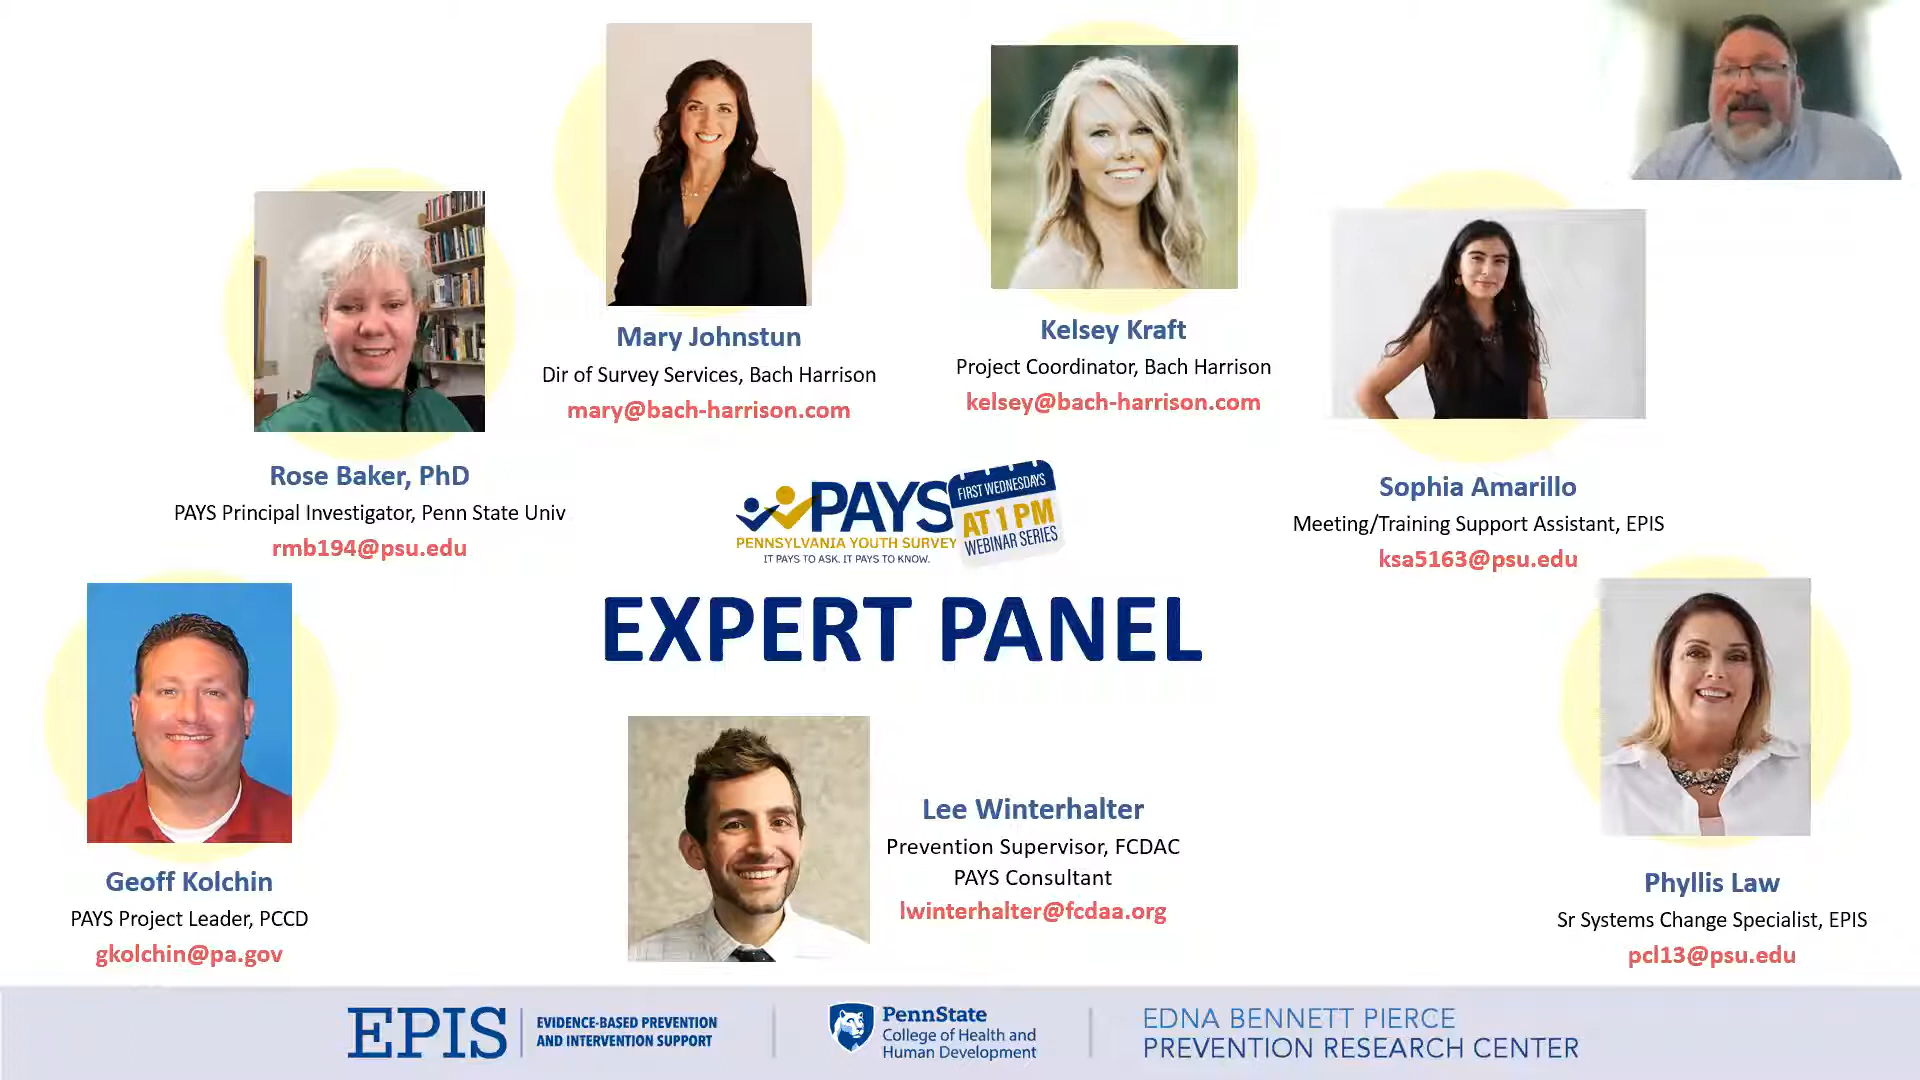 Mary Johnstun
Dir of Survey Services, Bach Harrison
mary@bach-harrison.com
Kelsey Kraft
Project Coordinator, Bach Harrison
kelsey@bach-harrison.com
Rose Baker, PhD
PAYS Principal Investigator, Penn State Univ
rmb194@psu.edu
Sophia Amarillo
Meeting/Training Support Assistant, EPIS
ksa5163@psu.edu
PAYS
PENNSYLVANIA YOUTH SURVEY
IT PAYS TO ASK. IT PAYS TO KNOW.
FIRST WEDNESDAYS
AT 1 PM
WEBINAR SERIES
EXPERT PANEL
Geoff Kolchin
PAYS Project Leader, PCCD
gkolchin@pa.gov
Lee Winterhalter
Prevention Supervisor, FCDAC
PAYS Consultant
lwinterhalter@fcdaa.org
Phyllis Law
Sr Systems Change Specialist, EPIS
pcl13@psu.edu
EPIS
EVIDENCE-BASED PREVENTION
AND INTERVENTION SUPPORT
PennState
College of Health and
Human Development
EDNA BENNETT PIERCE
PREVENTION RESEARCH CENTER